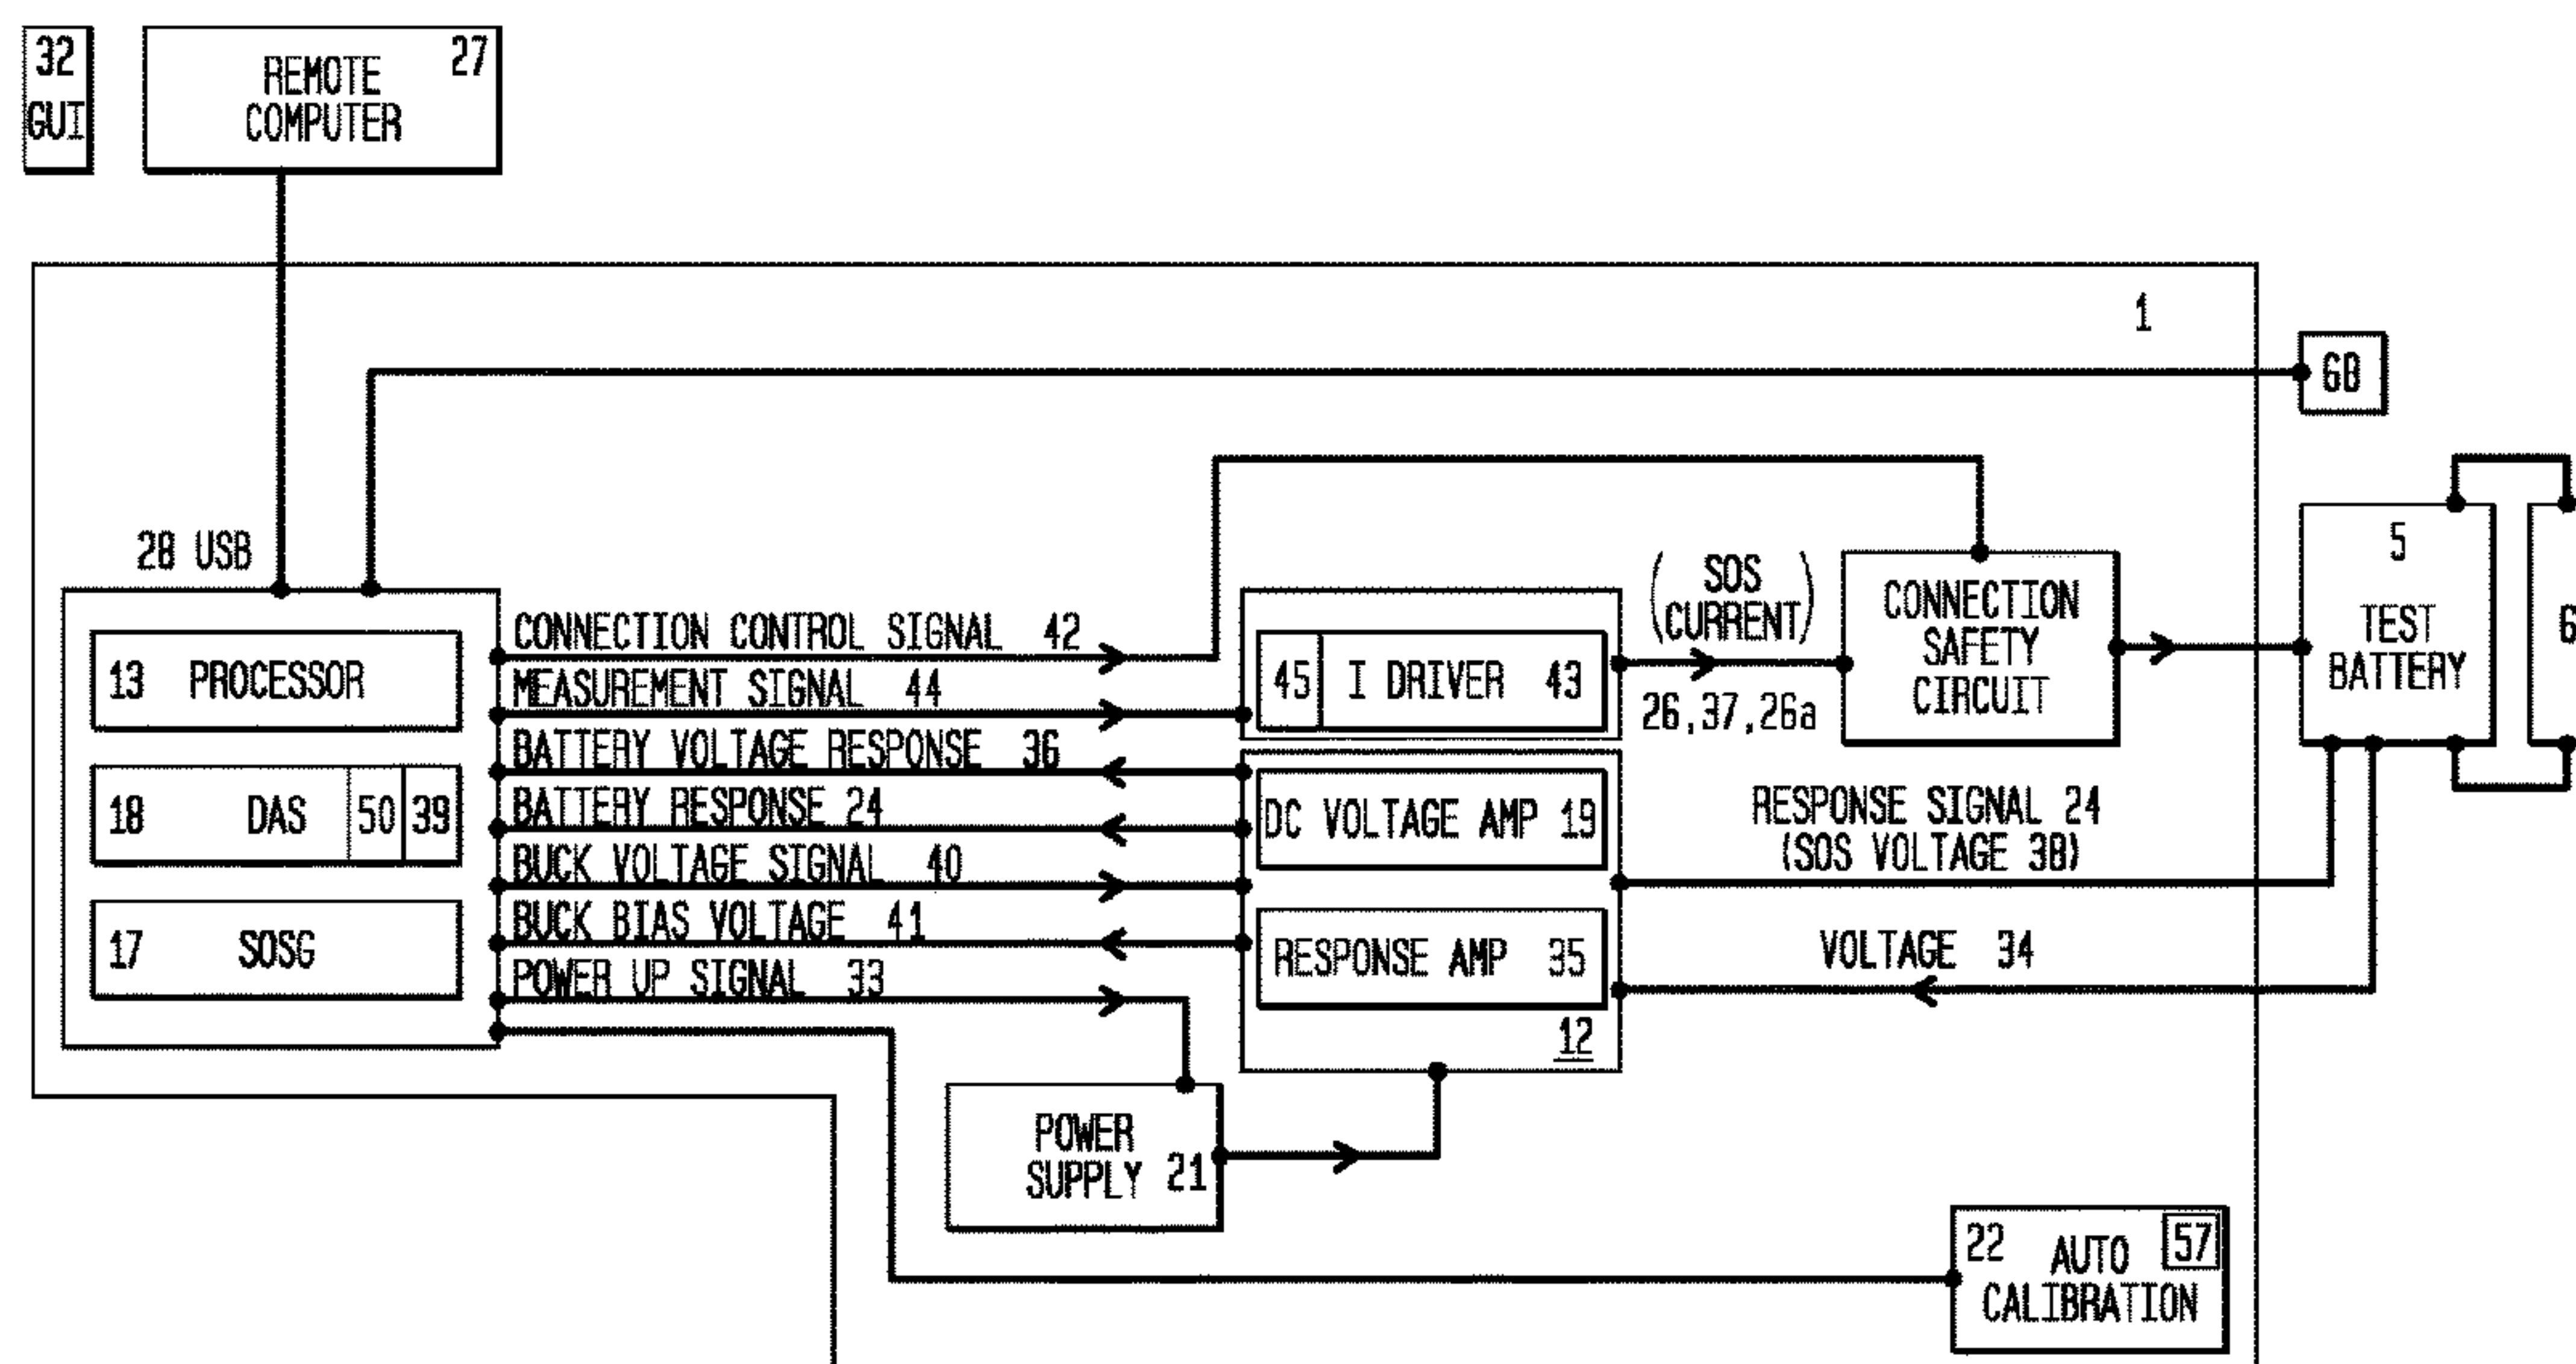 32
GUI
27
REMOTE
COMPUTER
1
68
28 USB
13 PROCESSOR
18 DAS 50 39
17 SOSG
CONNECTION CONTROL SIGNAL 42
MEASUREMENT SIGNAL 44
BATTERY VOLTAGE RESPONSE 36
BATTERY RESPONSE 24
BUCK VOLTAGE SIGNAL 40
BUCK BIAS VOLTAGE 41
POWER UP SIGNAL 33
45 I DRIVER 43
DC VOLTAGE AMP 19
RESPONSE AMP 35
12
(SOS
CURRENT)
26,37,26a
CONNECTION
SAFETY
CIRCUIT
5
TEST
BATTERY
6
RESPONSE SIGNAL 24
(SOS VOLTAGE 38)
VOLTAGE 34
POWER
SUPPLY 21
22 57
AUTO
CALIBRATION